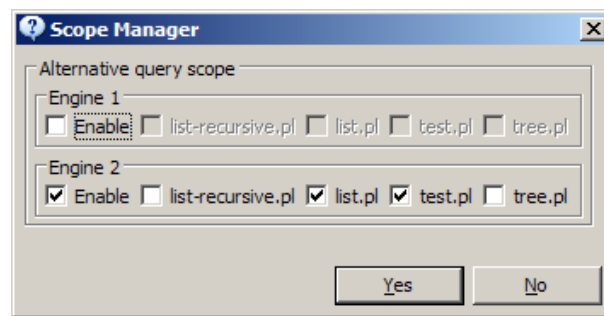 Scope Manager
Alternative query scope
Engine 1
Enable list-recursive.pl list.pl test.pl tree.pl
Engine 2
Enable list-recursive.pl list.pl test.pl tree.pl
Yes No